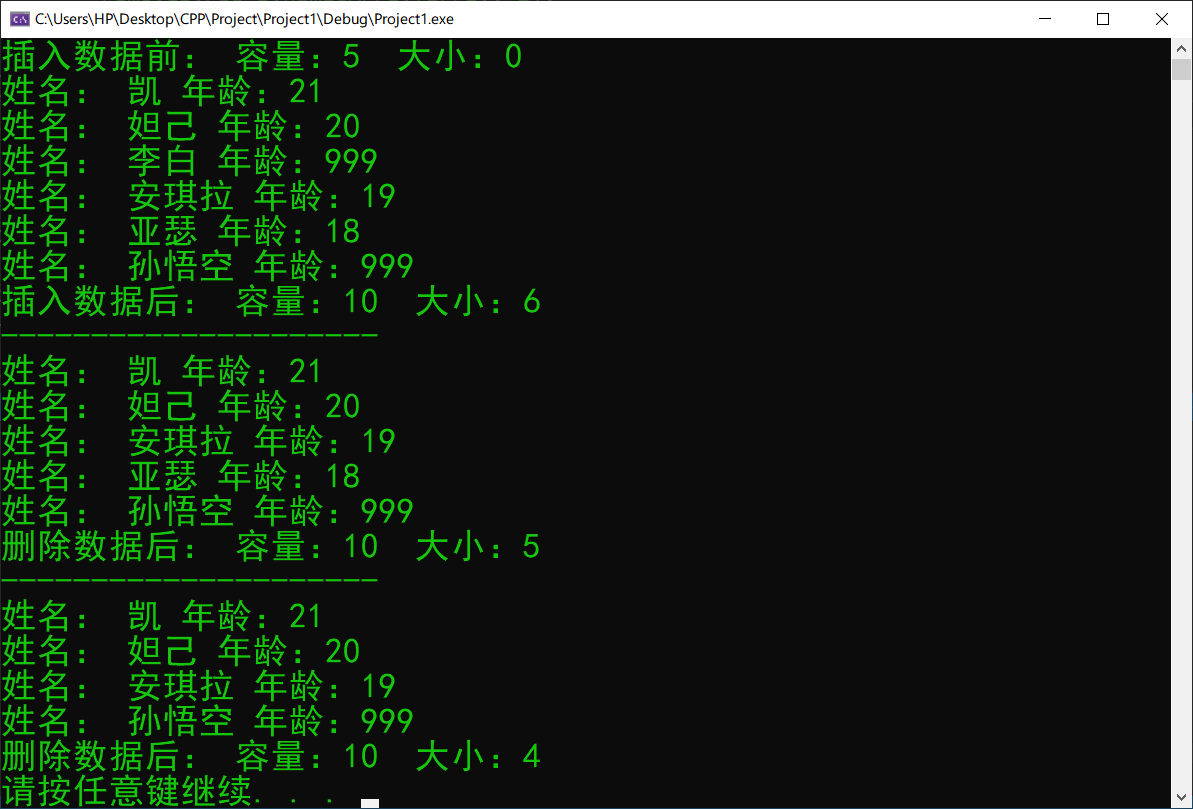 C:\Users\HP\Desktop\CPP\Project\Project1\Debug\Project1.exe
插入数据前： 容量：5  大小：0
姓名： 凯 年龄：21
姓名： 妲己 年龄：20
姓名： 李白 年龄：999
姓名： 安琪拉 年龄：19
姓名： 亚瑟 年龄：18
姓名： 孙悟空 年龄：999
插入数据后： 容量：10  大小：6
---------------------
姓名： 凯 年龄：21
姓名： 妲己 年龄：20
姓名： 安琪拉 年龄：19
姓名： 亚瑟 年龄：18
姓名： 孙悟空 年龄：999
删除数据后： 容量：10  大小：5
---------------------
姓名： 凯 年龄：21
姓名： 妲己 年龄：20
姓名： 安琪拉 年龄：19
姓名： 孙悟空 年龄：999
删除数据后： 容量：10  大小：4
请按任意键继续. . .